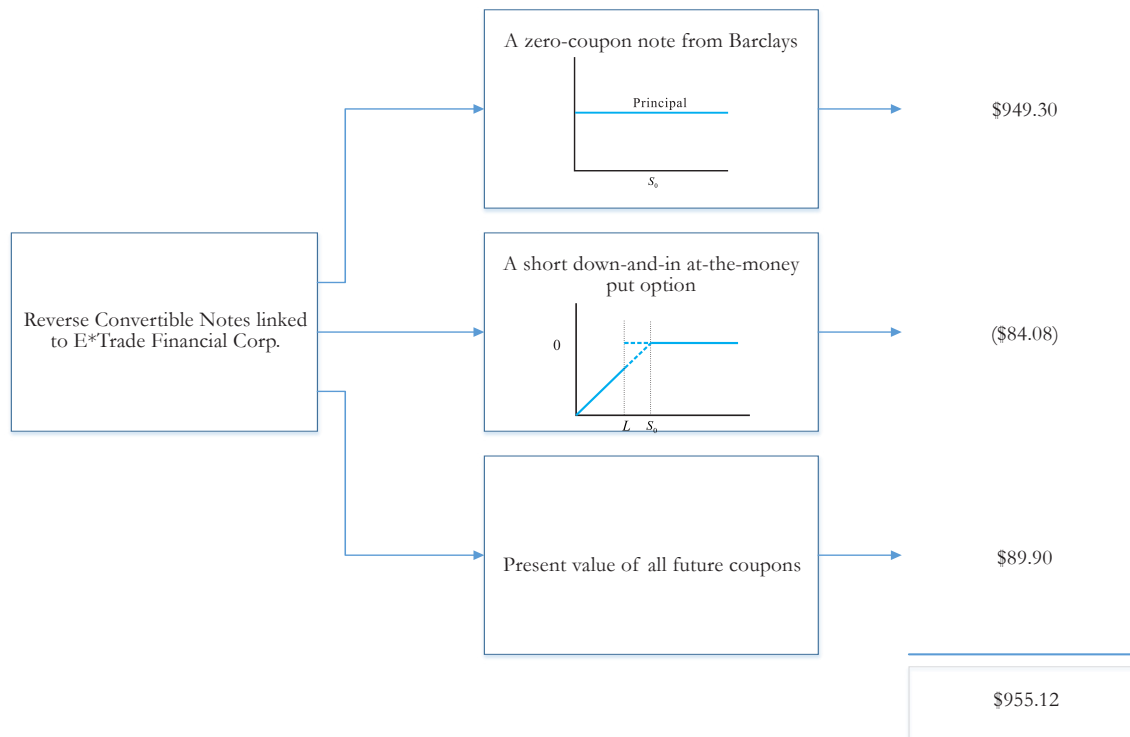 A zero-coupon note from Barclays
Principal
S₀
$949.30
Reverse Convertible Notes linked
to E*Trade Financial Corp.
A short down-and-in at-the-money
put option
0
L S₀
($84.08)
Present value of all future coupons
$89.90
$955.12